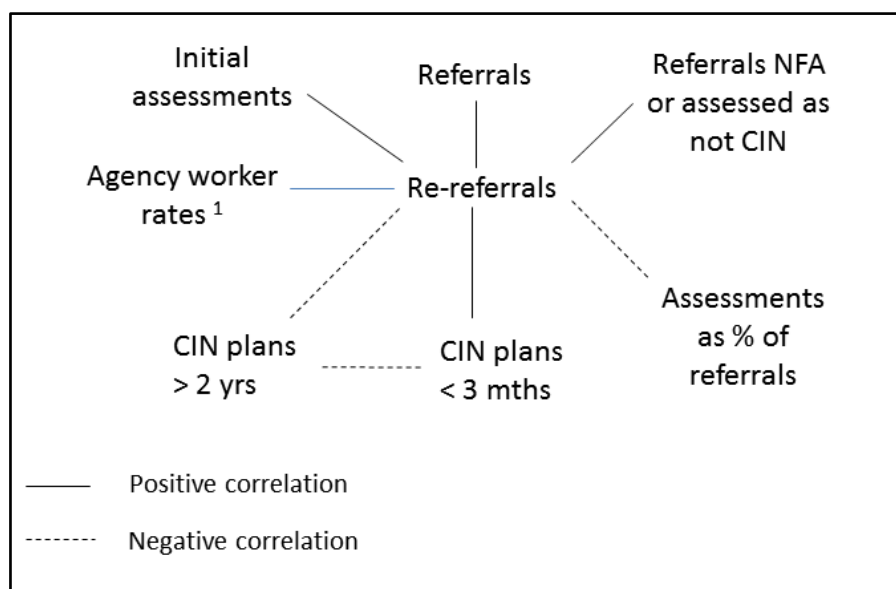 Initial
assessments
Referrals
Referrals NFA
or assessed as
not CIN
Agency worker
rates ¹
Re-referrals
CIN plans
> 2 yrs
CIN plans
< 3 mths
Assessments
as % of
referrals
Positive correlation
Negative correlation